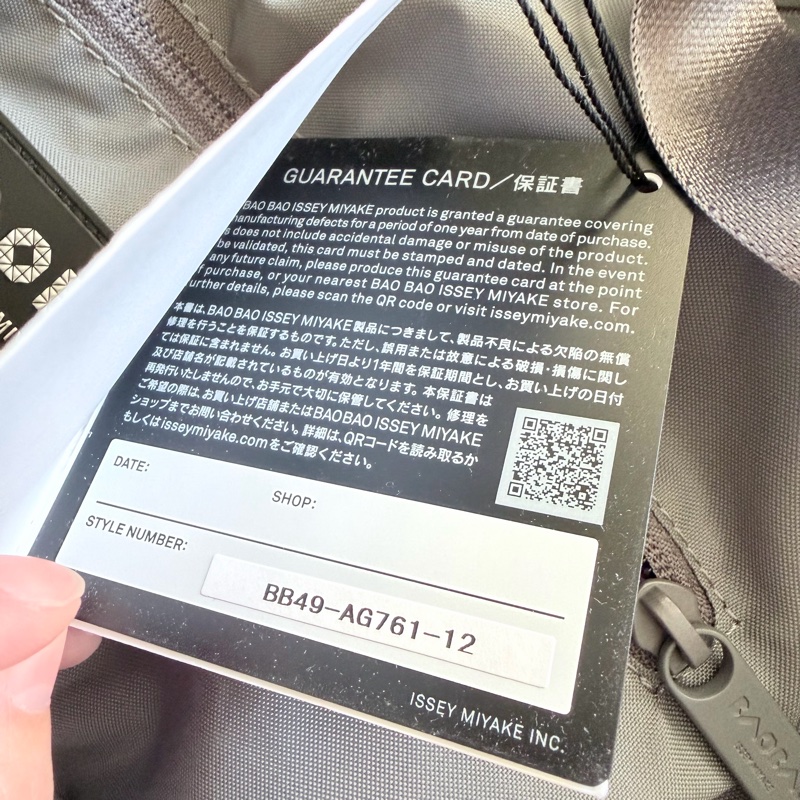 GUARANTEE CARD／保証書
BAO BAO ISSEY MIYAKE product is granted a guarantee covering
manufacturing defects for a period of one year from date of purchase.
does not include accidental damage or misuse of the product.
be validated, this card must be stamped and dated. In the event
any future claim, please produce this guarantee card at the point
purchase, or your nearest BAO BAO ISSEY MIYAKE store. For
further details, please scan the QR code or visit isseymiyake.com.
本書は、BAO BAO ISSEY MIYAKE製品につきまして、製品不良による欠陥の無償
修理を行うことを保証するものです。ただし、誤用または故意による破損・損傷に関し
ては保証に含まれません。お買い上げ日より1年間を保証期間とし、お買い上げの日付
及び店舗名が記載されているものが有効となります。本保証書は
再発行いたしませんので、お手元で大切に保管してください。修理を
ご希望の際は、お買い上げ店舗またはBAO BAO ISSEY MIYAKE
ショップまでお問い合わせください。詳細は、QRコードを読み取るか
もしくはisseymiyake.comをご確認ください。
DATE:
SHOP:
STYLE NUMBER:
BB49-AG761-12
ISSEY MIYAKE INC.